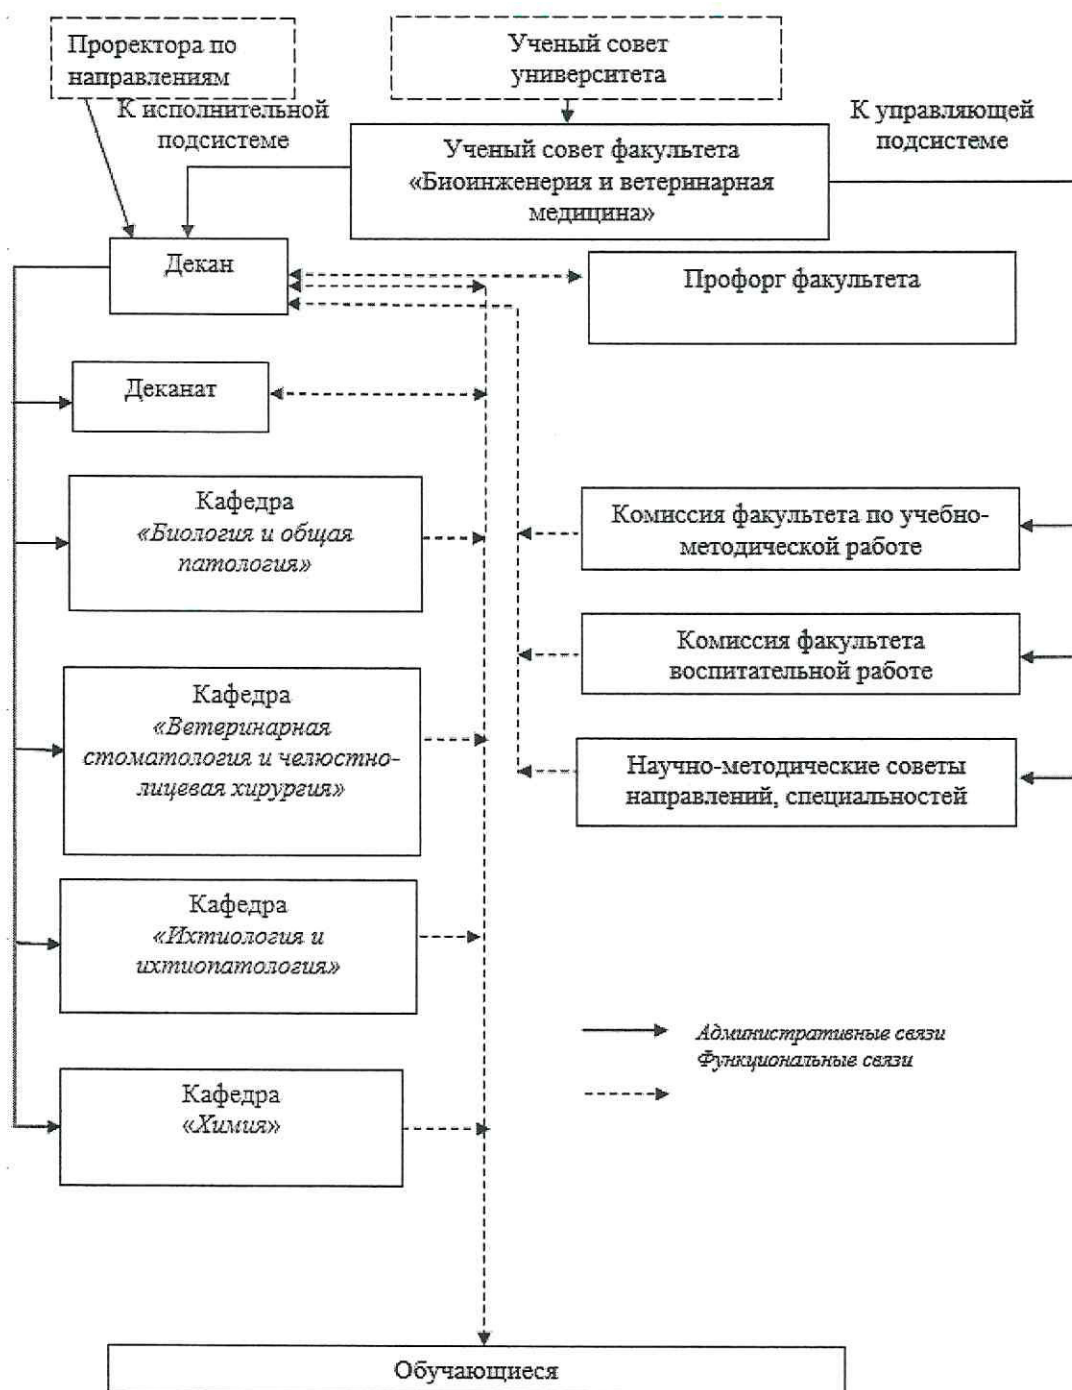 Проректора по
направлениям
Ученый совет
университета
К исполнительной
подсистеме
К управляющей
подсистеме
Ученый совет факультета
«Биоинженерия и ветеринарная
медицина»
Декан
Профорг факультета
Деканат
Кафедра
«Биология и общая
патология»
Комиссия факультета по учебно-
методической работе
Комиссия факультета
воспитательной работе
Кафедра
«Ветеринарная
стоматология и челюстно-
лицевая хирургия»
Научно-методические советы
направлений, специальностей
Кафедра
«Ихтиология и
ихтиопатология»
Административные связи
Функциональные связи
Кафедра
«Химия»
Обучающиеся